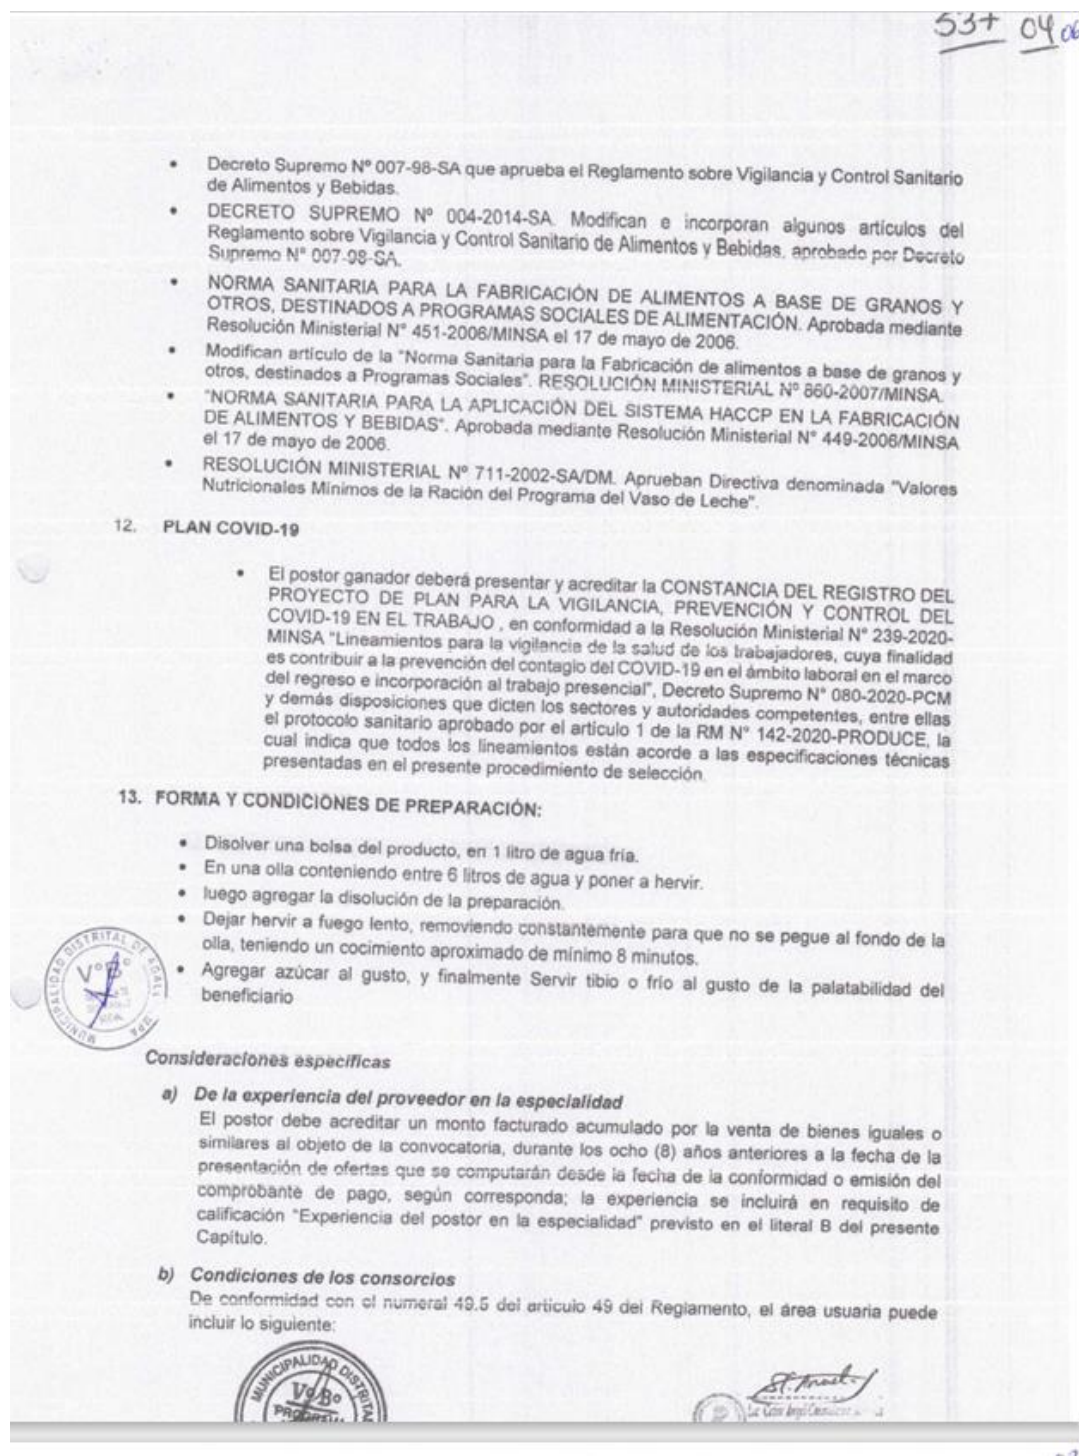 537 04 06
• Decreto Supremo Nº 007-98-SA que aprueba el Reglamento sobre Vigilancia y Control Sanitario
de Alimentos y Bebidas.
• DECRETO SUPREMO Nº 004-2014-SA. Modifican e incorporan algunos artículos del
Reglamento sobre Vigilancia y Control Sanitario de Alimentos y Bebidas, aprobado por Decreto
Supremo N° 007-98-SA.
• NORMA SANITARIA PARA LA FABRICACIÓN DE ALIMENTOS A BASE DE GRANOS Y
OTROS, DESTINADOS A PROGRAMAS SOCIALES DE ALIMENTACIÓN. Aprobada mediante
Resolución Ministerial N° 451-2006/MINSA el 17 de mayo de 2006.
• Modifican artículo de la "Norma Sanitaria para la Fabricación de alimentos a base de granos y
otros, destinados a Programas Sociales". RESOLUCIÓN MINISTERIAL Nº 860-2007/MINSA.
• "NORMA SANITARIA PARA LA APLICACIÓN DEL SISTEMA HACCP EN LA FABRICACIÓN
DE ALIMENTOS Y BEBIDAS". Aprobada mediante Resolución Ministerial N° 449-2006/MINSA
el 17 de mayo de 2006.
• RESOLUCIÓN MINISTERIAL Nº 711-2002-SA/DM. Aprueban Directiva denominada "Valores
Nutricionales Mínimos de la Ración del Programa del Vaso de Leche".
12. PLAN COVID-19
• El postor ganador deberá presentar y acreditar la CONSTANCIA DEL REGISTRO DEL
PROYECTO DE PLAN PARA LA VIGILANCIA, PREVENCIÓN Y CONTROL DEL
COVID-19 EN EL TRABAJO , en conformidad a la Resolución Ministerial N° 239-2020-
MINSA "Lineamientos para la vigilancia de la salud de los trabajadores, cuya finalidad
es contribuir a la prevención del contagio del COVID-19 en el ámbito laboral en el marco
del regreso e incorporación al trabajo presencial", Decreto Supremo N° 080-2020-PCM
y demás disposiciones que dicten los sectores y autoridades competentes, entre ellas
el protocolo sanitario aprobado por el artículo 1 de la RM N° 142-2020-PRODUCE, la
cual indica que todos los lineamientos están acorde a las especificaciones técnicas
presentadas en el presente procedimiento de selección.
13. FORMA Y CONDICIONES DE PREPARACIÓN:
• Disolver una bolsa del producto, en 1 litro de agua fría.
• En una olla conteniendo entre 6 litros de agua y poner a hervir.
• luego agregar la disolución de la preparación.
• Dejar hervir a fuego lento, removiendo constantemente para que no se pegue al fondo de la
olla, teniendo un cocimiento aproximado de mínimo 8 minutos.
• Agregar azúcar al gusto, y finalmente Servir tibio o frío al gusto de la palatabilidad del
beneficiario
MUNICIPALIDAD DISTRITAL DE
V°B°
Consideraciones específicas
a) De la experiencia del proveedor en la especialidad
El postor debe acreditar un monto facturado acumulado por la venta de bienes iguales o
similares al objeto de la convocatoria, durante los ocho (8) años anteriores a la fecha de la
presentación de ofertas que se computarán desde la fecha de la conformidad o emisión del
comprobante de pago, según corresponda; la experiencia se incluirá en requisito de
calificación "Experiencia del postor en la especialidad" previsto en el literal B del presente
Capítulo.
b) Condiciones de los consorcios
De conformidad con el numeral 49.5 del artículo 49 del Reglamento, el área usuaria puede
incluir lo siguiente:
MUNICIPALIDAD DISTRITAL
V°B°